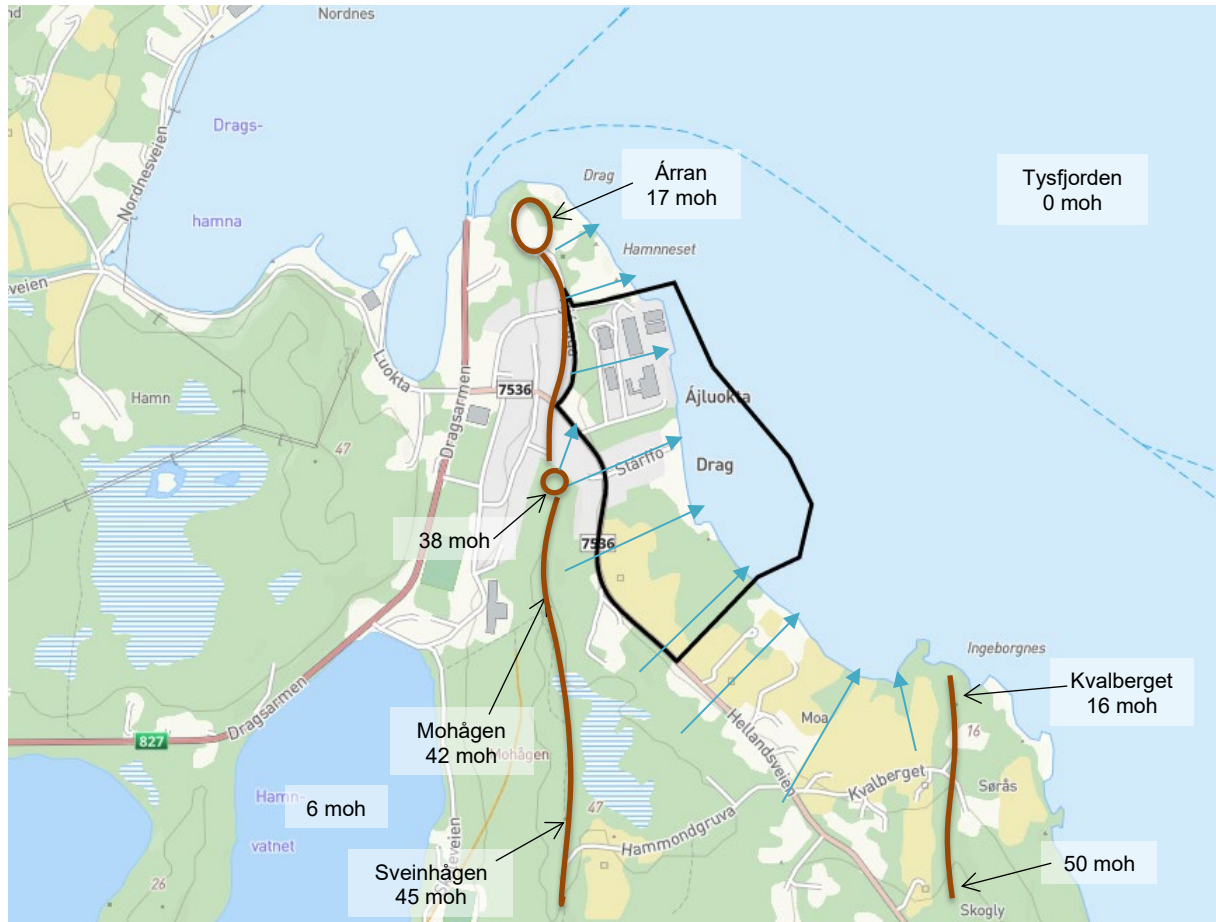 Nordnes
Nordnesveien
Drags-
hamna
Drag
Árran
17 moh
Tysfjorden
0 moh
Hamnneset
Luokta
7536
Ájluokta
Hamn
47
Dragsarmen
Drag
Stárffo
38 moh
7536
Ingeborgnes
Kvalberget
16 moh
Mohågen
42 moh
Mohågen
Moa
16
Hellandsveien
Sørås
827
Dragsarmen
Kvalberget
Hamn-
vatnet
6 moh
47
Hammondgruva
Sveinhågen
45 moh
26
50 moh
Skogly